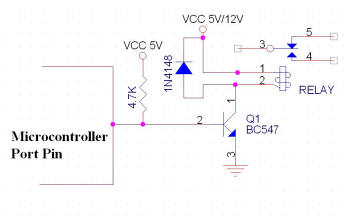 VCC 5V/12V
5
VCC 5V
3
4
1N4148
1
2
RELAY
4.7K
1
Microcontroller
Port Pin
2
Q1
BC547
3